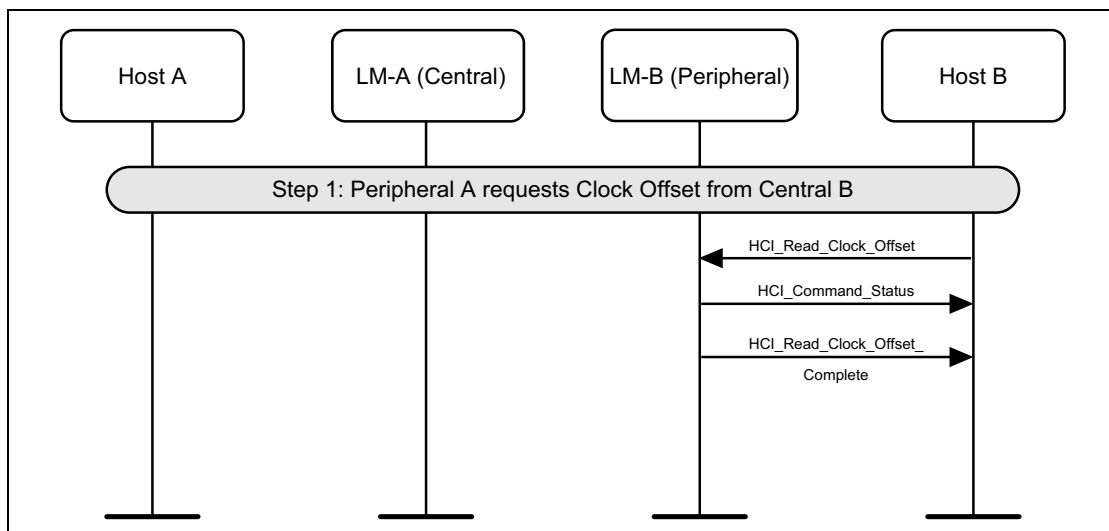 Host A
LM-A (Central)
LM-B (Peripheral)
Host B
Step 1: Peripheral A requests Clock Offset from Central B
HCI_Read_Clock_Offset
HCI_Command_Status
HCI_Read_Clock_Offset_
Complete